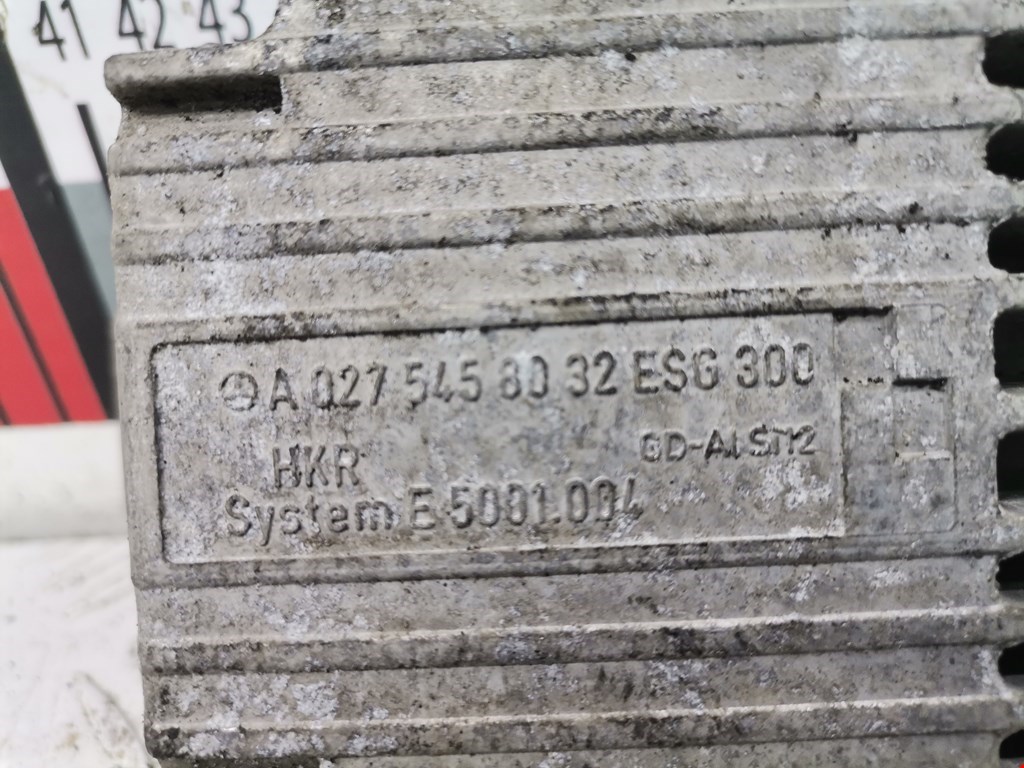 41 42 43
A 027 545 80 32 ESG 300
HKR
GD-AlSi12
System E 5001.004